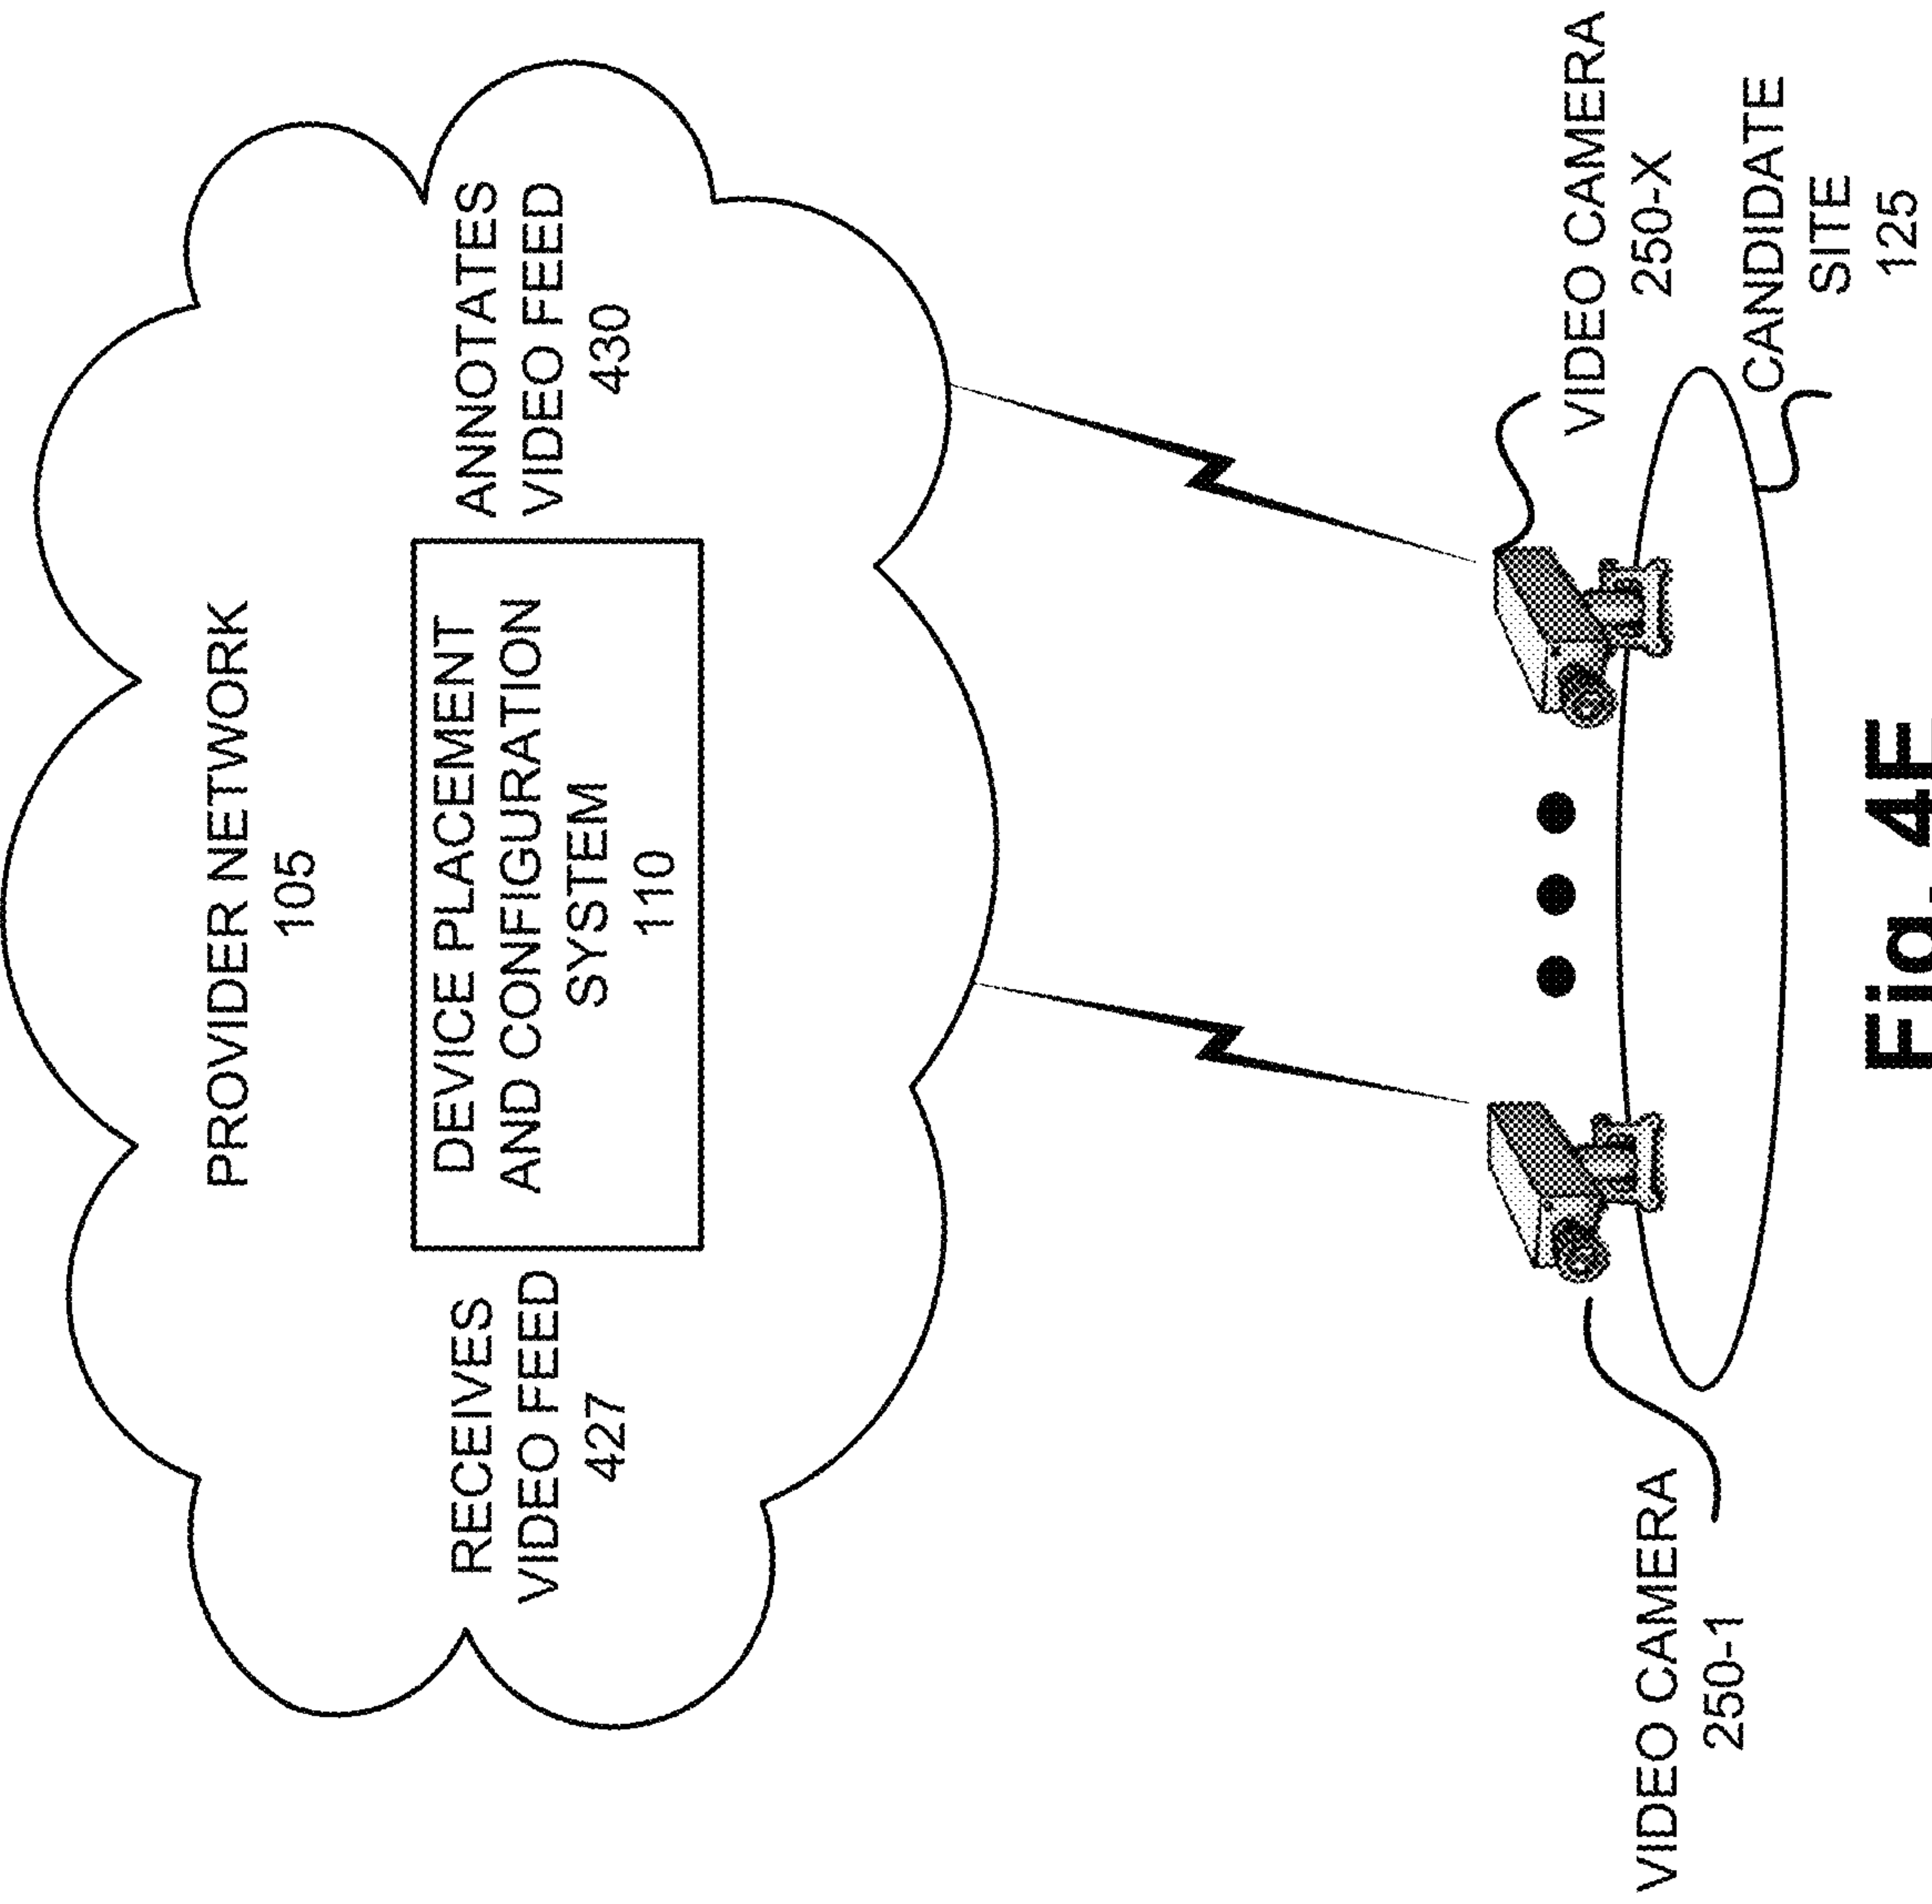 PROVIDER NETWORK
105
RECEIVES
VIDEO FEED
427
DEVICE PLACEMENT
AND CONFIGURATION
SYSTEM
110
ANNOTATES
VIDEO FEED
430
VIDEO CAMERA
250-1
VIDEO CAMERA
250-X
CANDIDATE
SITE
125
Fig. 4E